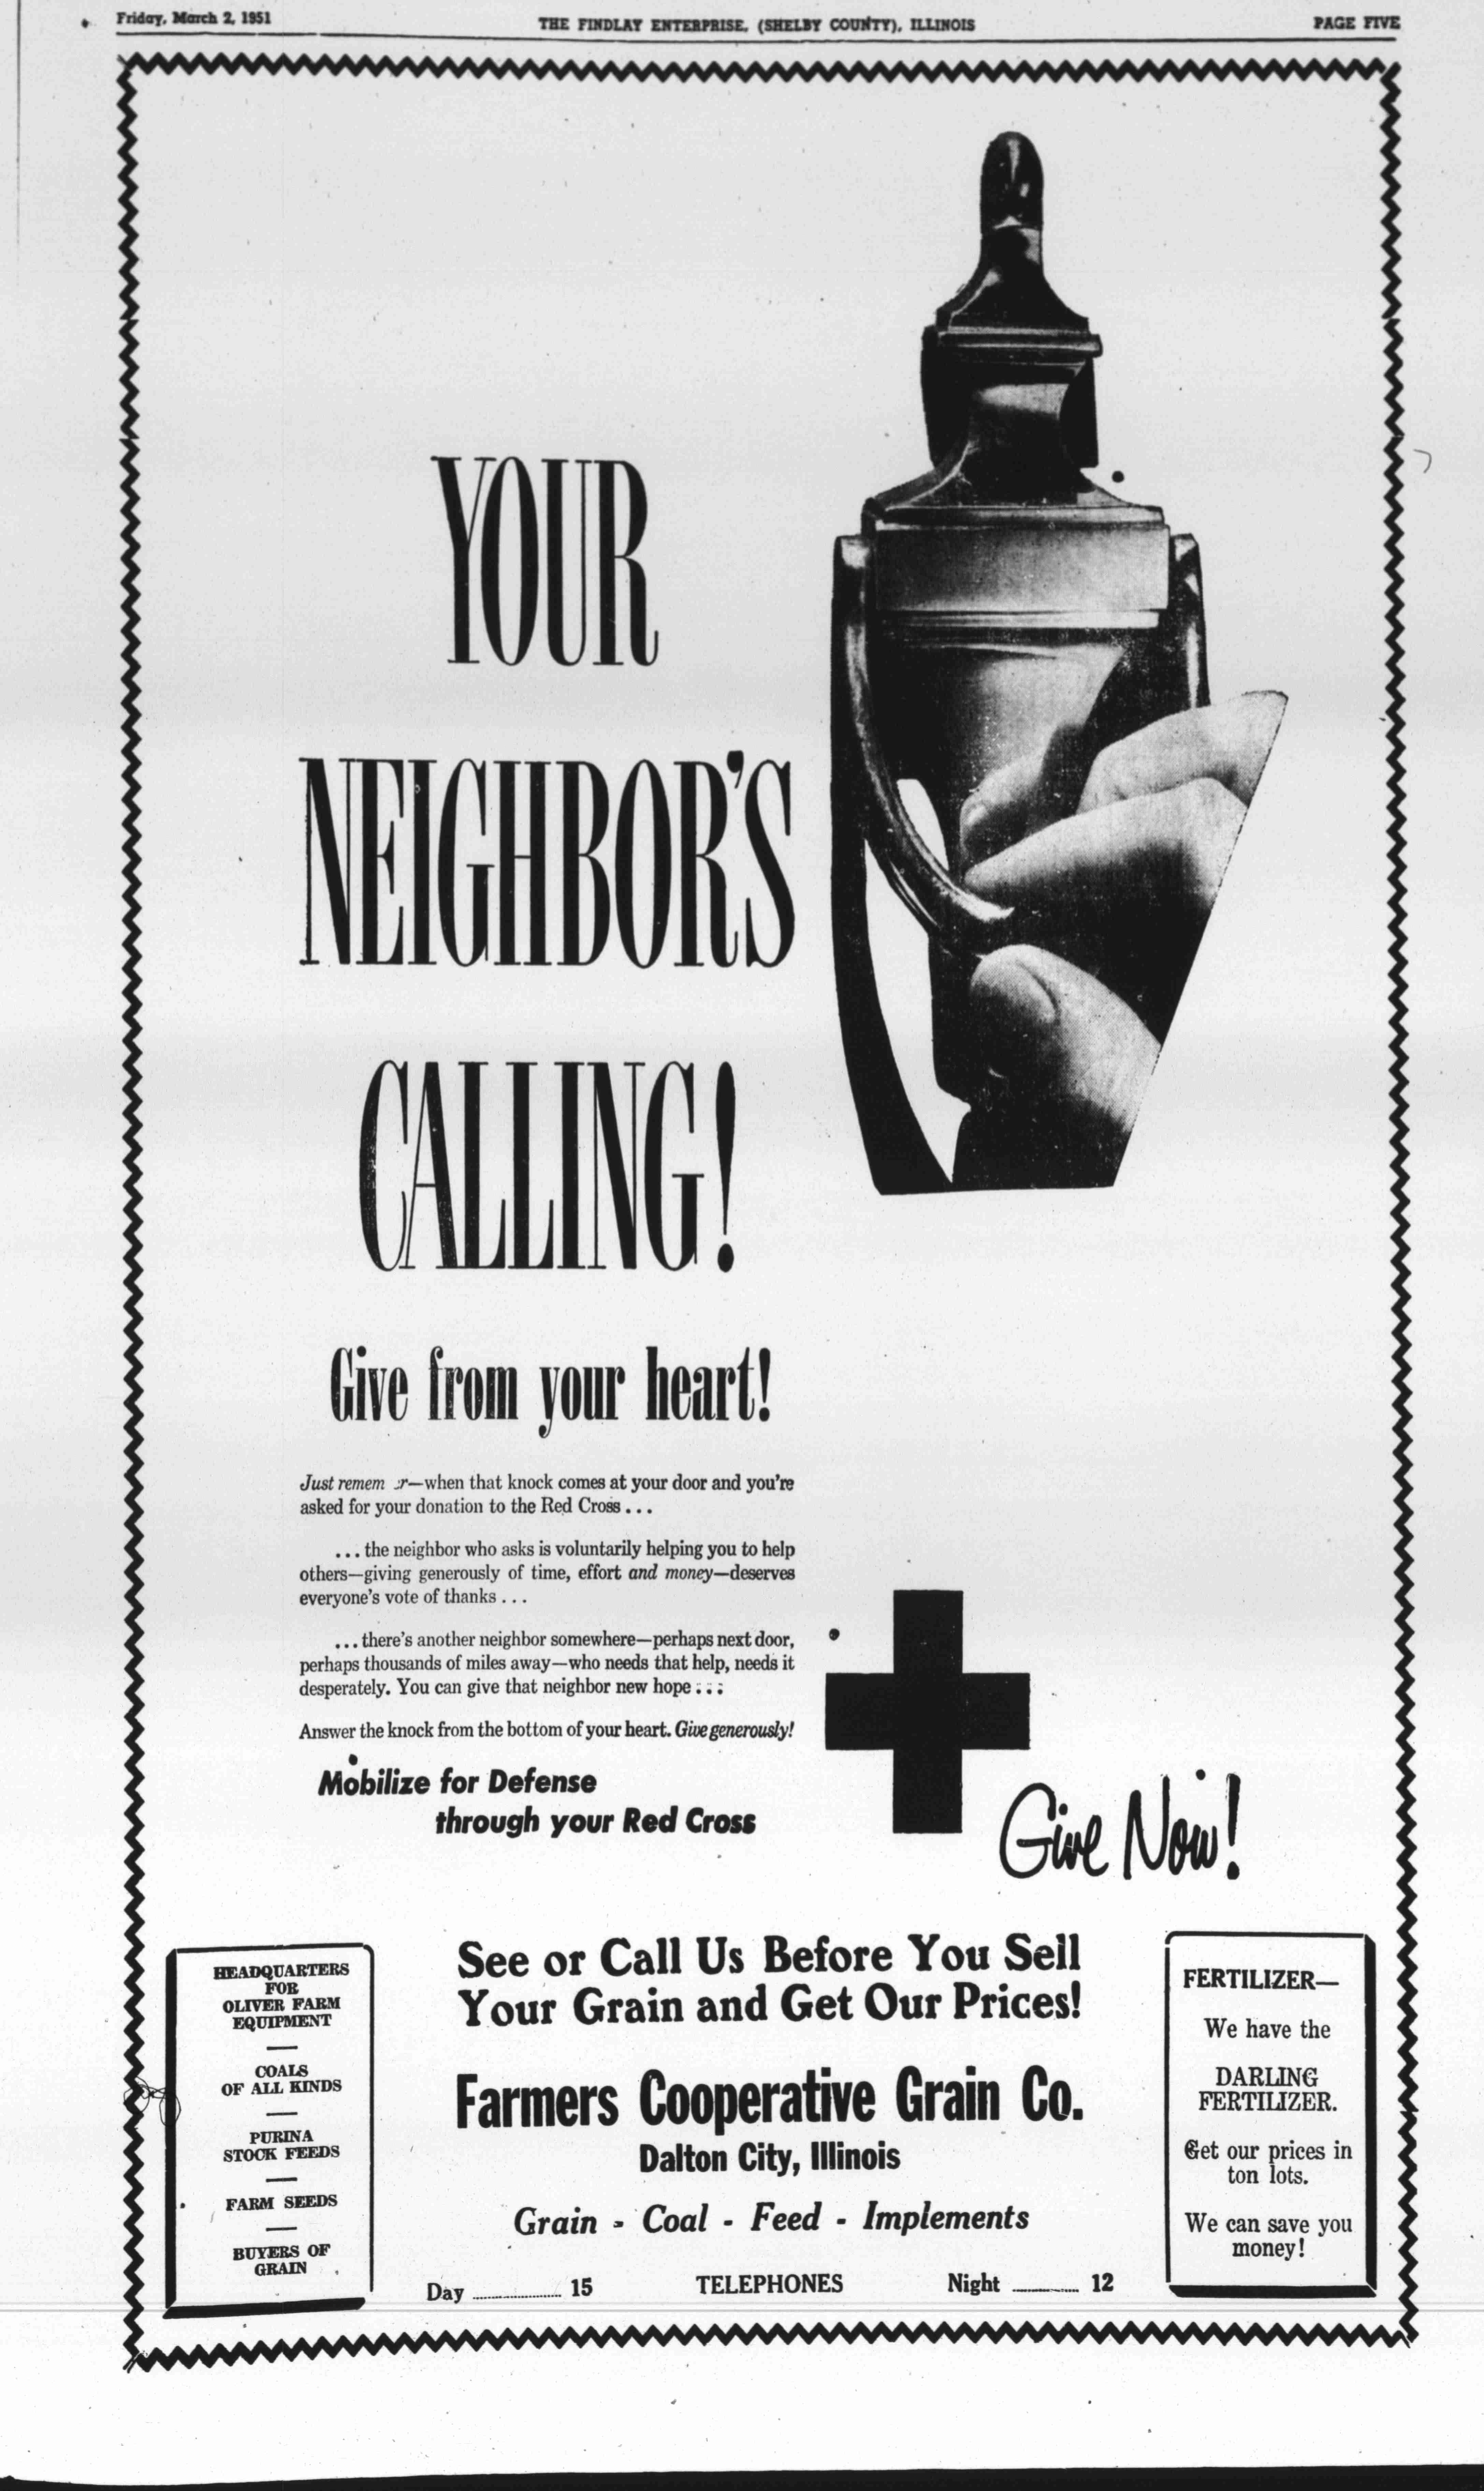 Friday, March 2, 1951
THE FINDLAY ENTERPRISE, (SHELBY COUNTY), ILLINOIS
PAGE FIVE
YOUR
NEIGHBOR'S
CALLING!
Give from your heart!
Just remem r—when that knock comes at your door and you're
asked for your donation to the Red Cross . . .
. . . the neighbor who asks is voluntarily helping you to help
others—giving generously of time, effort and money—deserves
everyone's vote of thanks . . .
. . . there's another neighbor somewhere—perhaps next door,
perhaps thousands of miles away—who needs that help, needs it
desperately. You can give that neighbor new hope . . .
Answer the knock from the bottom of your heart. Give generously!
Mobilize for Defense
through your Red Cross
Give Now!
HEADQUARTERS
FOR
OLIVER FARM
EQUIPMENT
COALS
OF ALL KINDS
PURINA
STOCK FEEDS
FARM SEEDS
BUYERS OF
GRAIN
See or Call Us Before You Sell
Your Grain and Get Our Prices!
Farmers Cooperative Grain Co.
Dalton City, Illinois
Grain - Coal - Feed - Implements
Day .................... 15 TELEPHONES Night ............... 12
FERTILIZER—
We have the
DARLING
FERTILIZER.
Get our prices in
ton lots.
We can save you
money!